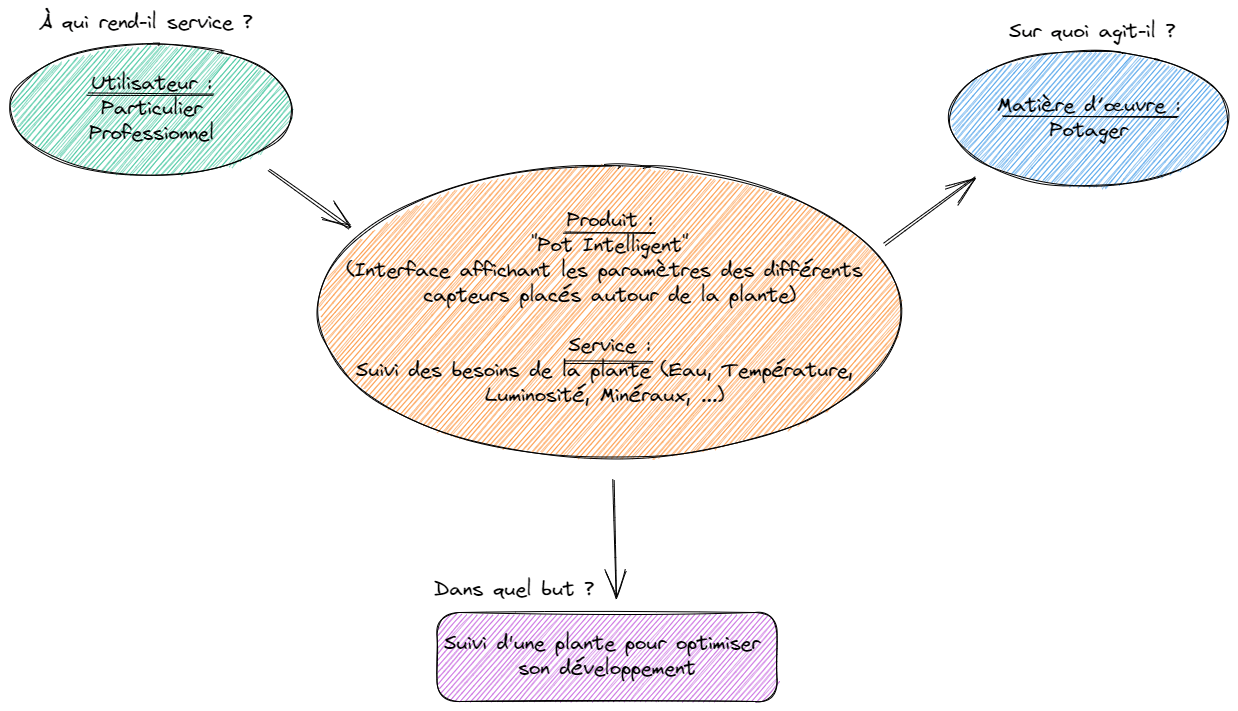 À qui rend-il service ?
Utilisateur :
Particulier
Professionnel
Sur quoi agit-il ?
Matière d'œuvre :
Potager
Produit :
"Pot Intelligent"
(Interface affichant les paramètres des différents
capteurs placés autour de la plante)
Service :
Suivi des besoins de la plante (Eau, Température,
Luminosité, Minéraux, ...)
Dans quel but ?
Suivi d'une plante pour optimiser
son développement